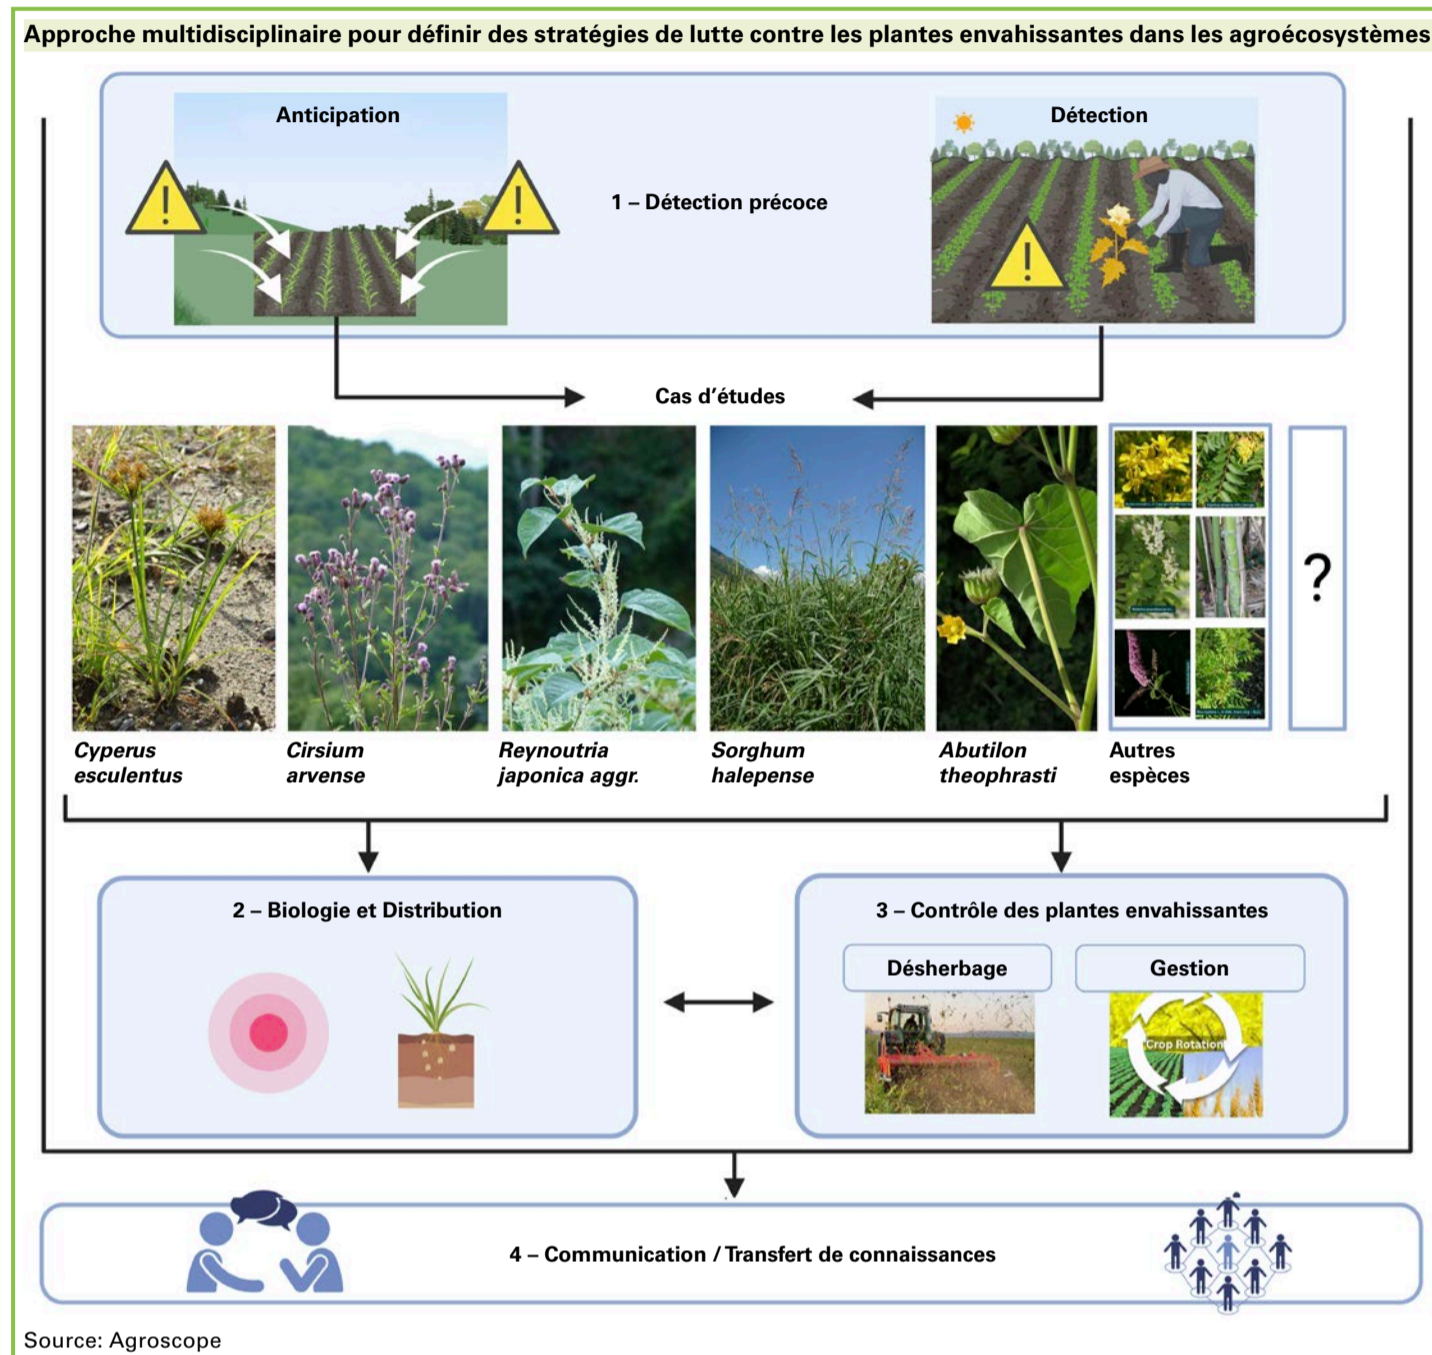 Approche multidisciplinaire pour définir des stratégies de lutte contre les plantes envahissantes dans les agroécosystèmes
Anticipation
Détection
1 – Détection précoce
Cas d'études
?
Cyperus
esculentus
Cirsium
arvense
Reynoutria
japonica aggr.
Sorghum
halepense
Abutilon
theophrasti
Autres
espèces
2 – Biologie et Distribution
3 – Contrôle des plantes envahissantes
Désherbage
Gestion
Crop Rotation
4 – Communication / Transfert de connaissances
Source: Agroscope